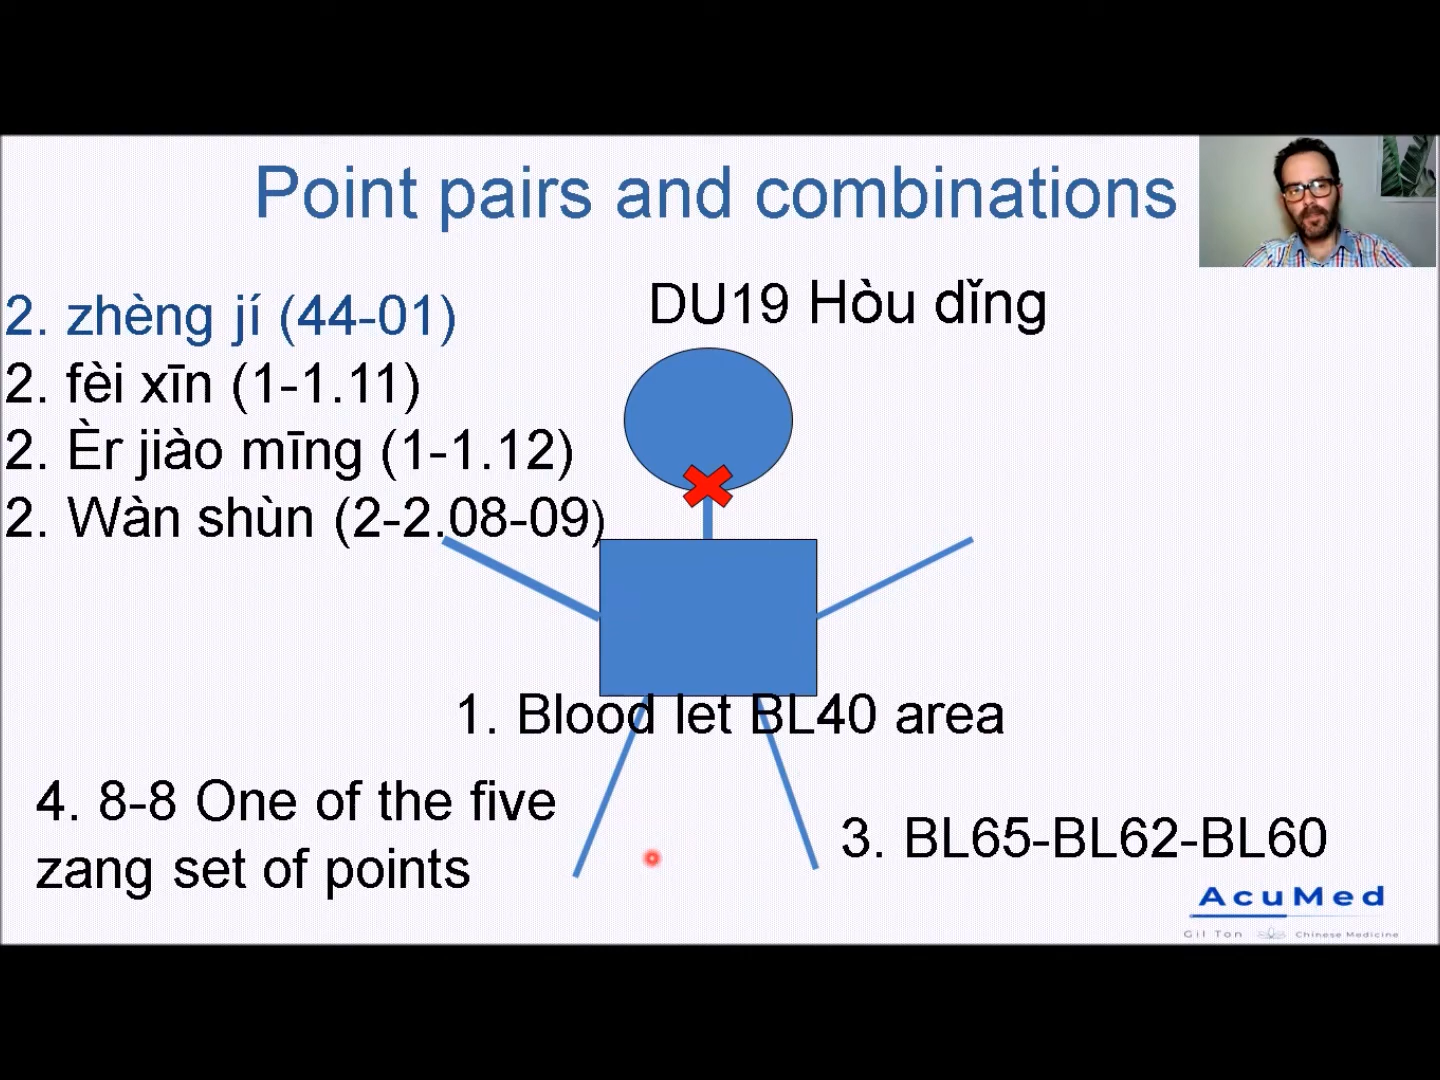 Point pairs and combinations
2. zhèng jí (44-01)
2. fèi xīn (1-1.11)
2. Èr jiào mīng (1-1.12)
2. Wàn shùn (2-2.08-09)
DU19 Hòu dǐng
1. Blood let BL40 area
4. 8-8 One of the five
zang set of points
3. BL65-BL62-BL60
AcuMed
Gil Ton Chinese Medicine